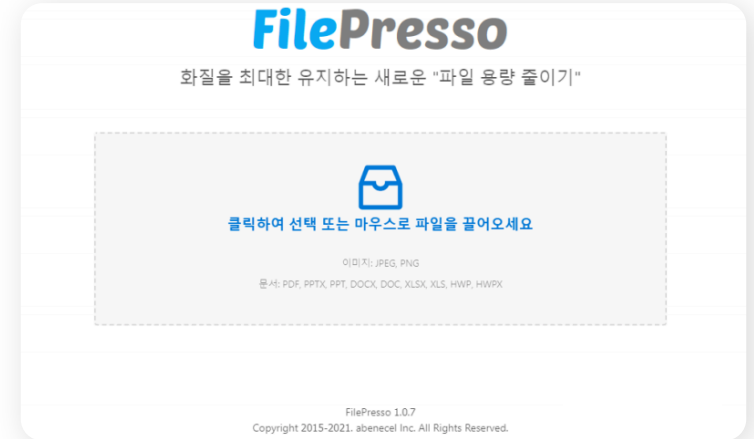 FilePresso
화질을 최대한 유지하는 새로운 "파일 용량 줄이기"
클릭하여 선택 또는 마우스로 파일을 끌어오세요
이미지: JPEG, PNG
문서: PDF, PPTX, PPT, DOCX, DOC, XLSX, XLS, HWP, HWPX
FilePresso 1.0.7
Copyright 2015-2021. abenecel Inc. All Rights Reserved.